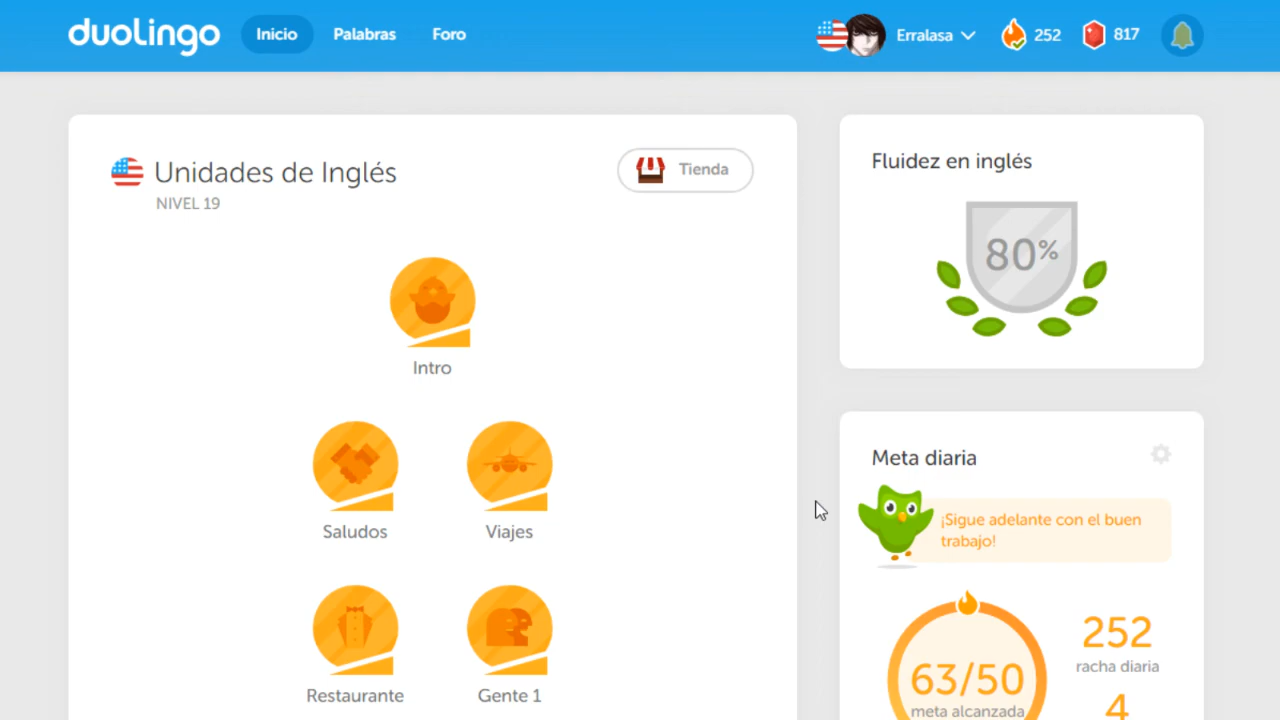 duolingo
Inicio
Palabras
Foro
Erralasa
252
817
Unidades de Inglés
NIVEL 19
Tienda
Intro
Saludos
Viajes
Restaurante
Gente 1
Fluidez en inglés
80%
Meta diaria
¡Sigue adelante con el buen
trabajo!
63/50
meta alcanzada
252
racha diaria
4